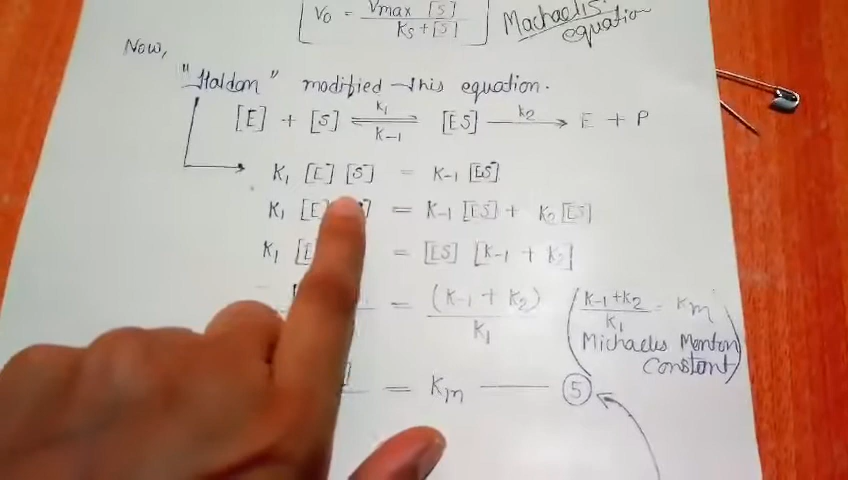 V₀ = Vmax [S] / Ks + [S]
Machaelis equation
Now,
"Haldon" modified this equation.
[E] + [S] ⇌ [ES] → E + P
K₁ K₋₁ K₂
K₁ [E] [S] = K₋₁ [ES]
K₁ [E = K₋₁ [ES] + K₂ [ES]
K₁ [E = [ES] [K₋₁ + K₂]
= (K₋₁ + K₂) / K₁
(K₋₁ + K₂ / K₁ = Km
Michaelis Menton Constant)
= Km — ⑤